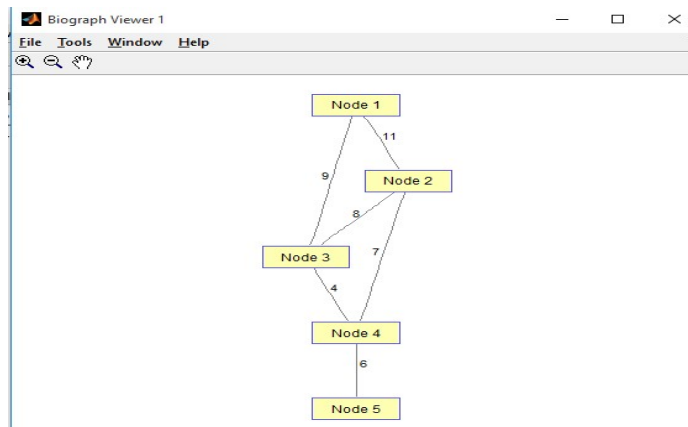 Biograph Viewer 1
File Tools Window Help
Node 1
11
9
Node 2
8
7
Node 3
4
Node 4
6
Node 5